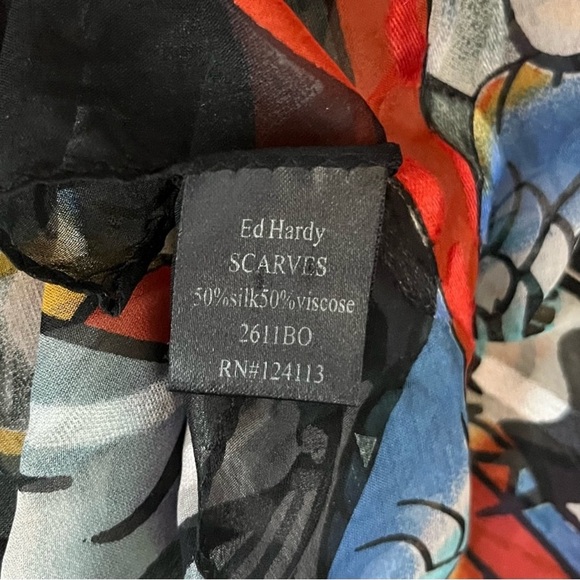 Ed Hardy
SCARVES
50%silk50%viscose
2611BO
RN#124113